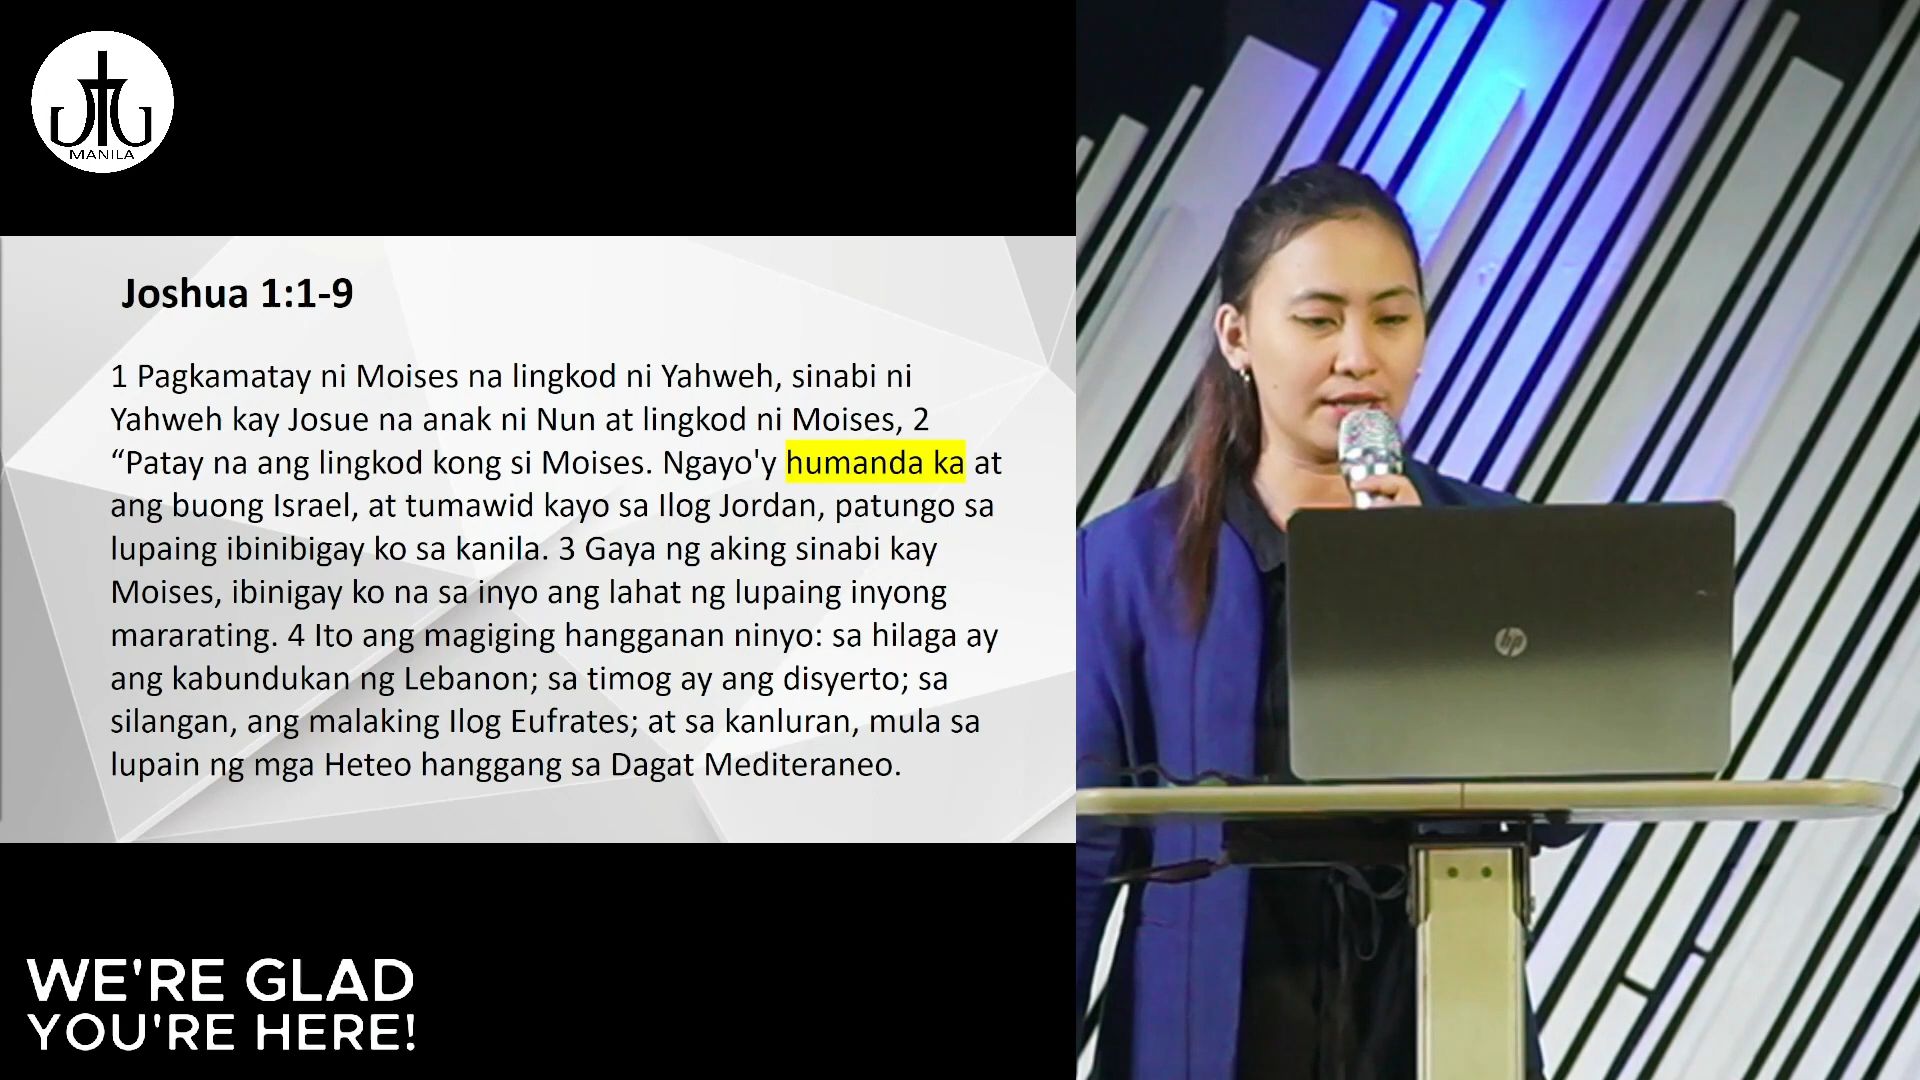 MANILA
Joshua 1:1-9
1 Pagkamatay ni Moises na lingkod ni Yahweh, sinabi ni
Yahweh kay Josue na anak ni Nun at lingkod ni Moises, 2
“Patay na ang lingkod kong si Moises. Ngayo'y humanda ka at
ang buong Israel, at tumawid kayo sa Ilog Jordan, patungo sa
lupaing ibinibigay ko sa kanila. 3 Gaya ng aking sinabi kay
Moises, ibinigay ko na sa inyo ang lahat ng lupaing inyong
mararating. 4 Ito ang magiging hangganan ninyo: sa hilaga ay
ang kabundukan ng Lebanon; sa timog ay ang disyerto; sa
silangan, ang malaking Ilog Eufrates; at sa kanluran, mula sa
lupain ng mga Heteo hanggang sa Dagat Mediteraneo.
WE'RE GLAD
YOU'RE HERE!
hp